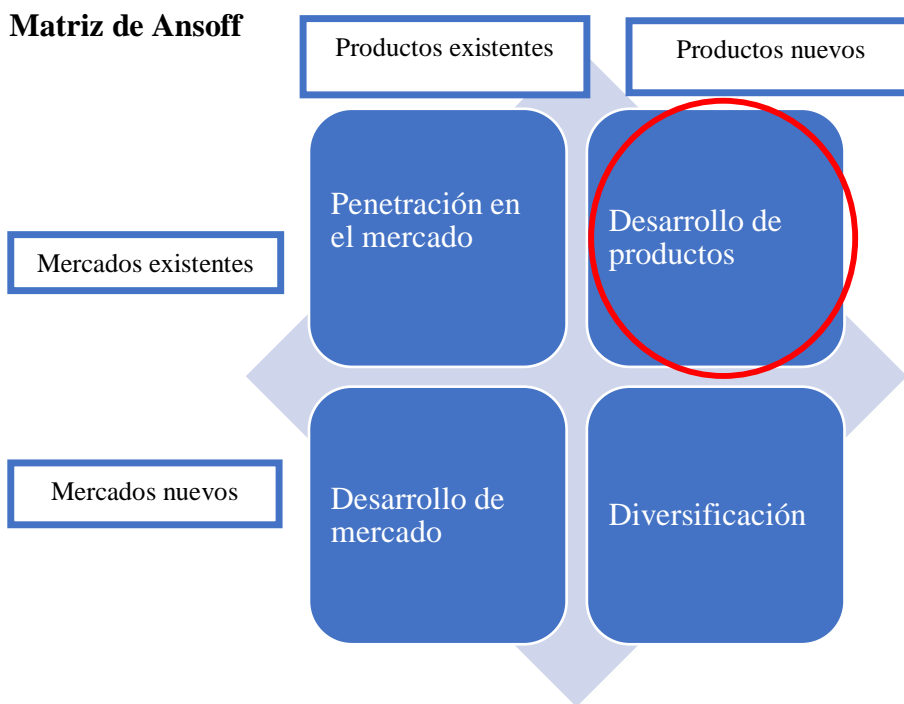 Matriz de Ansoff
Productos existentes
Productos nuevos
Mercados existentes
Penetración en
el mercado
Desarrollo de
productos
Mercados nuevos
Desarrollo de
mercado
Diversificación